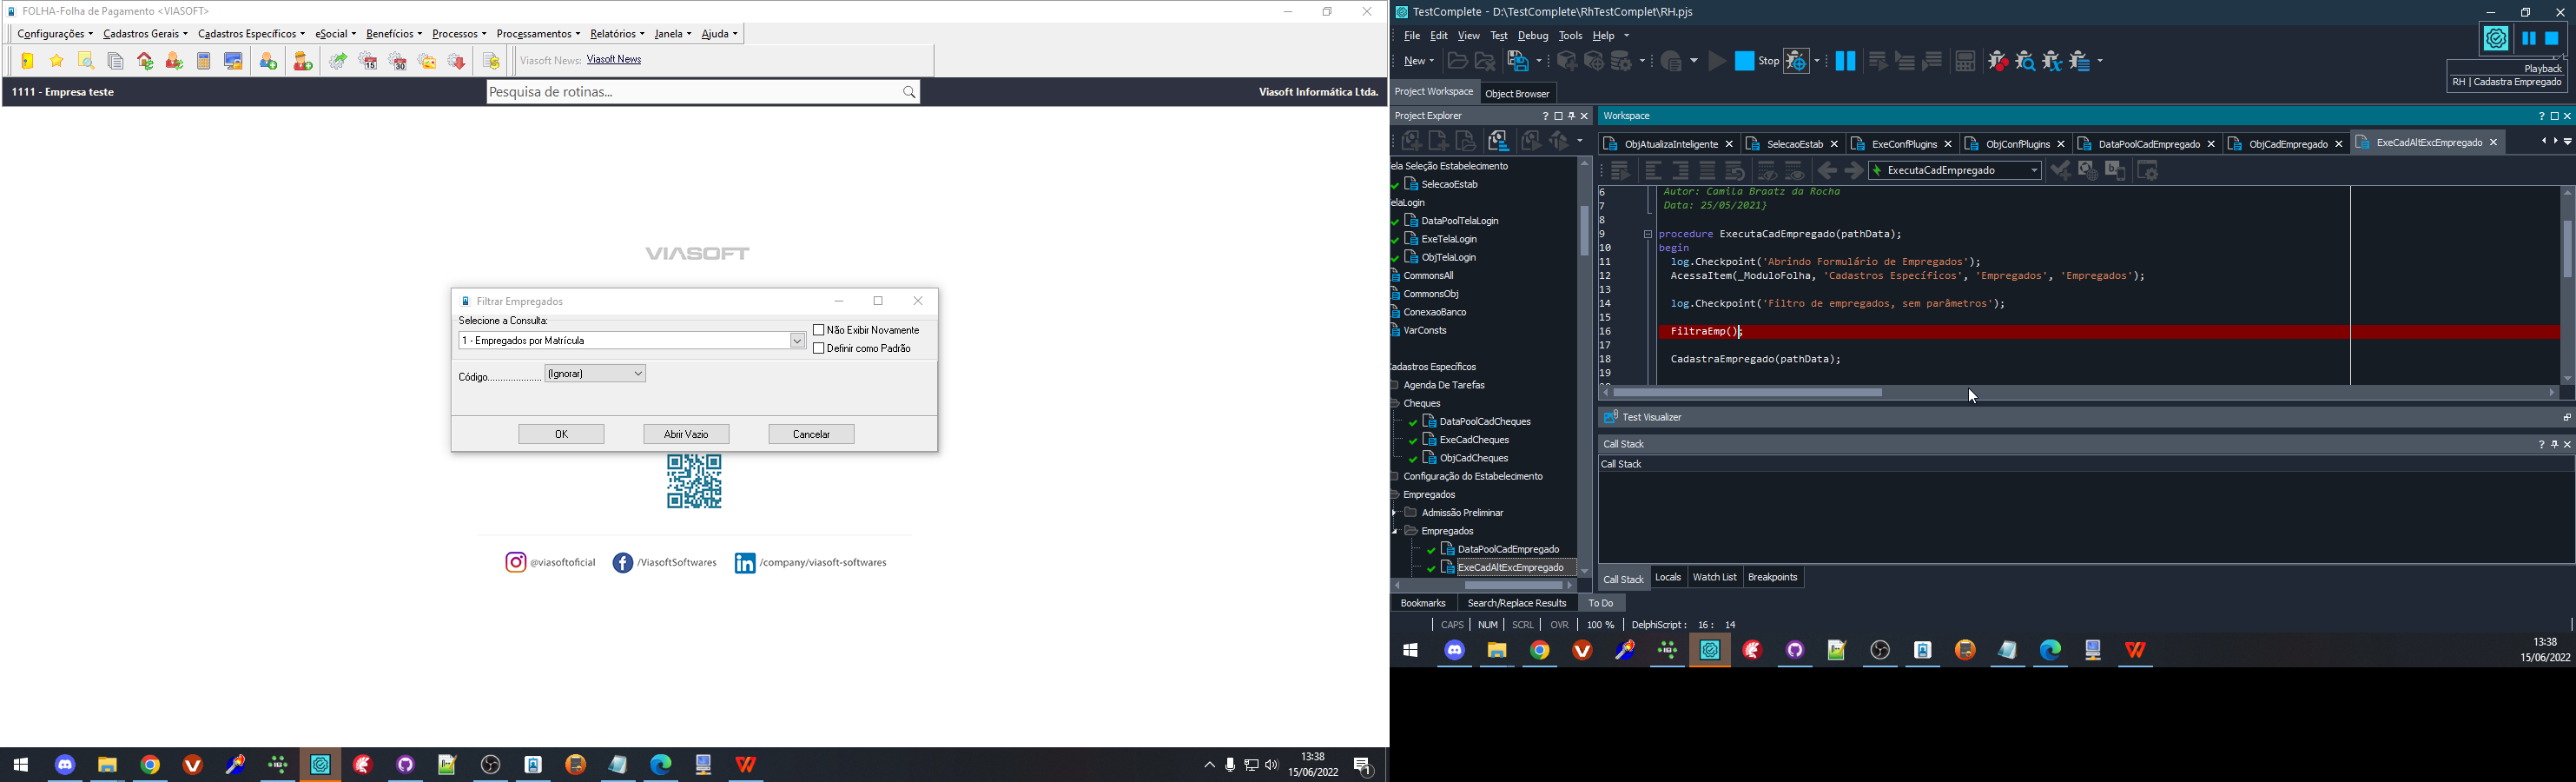 FOLHA-Folha de Pagamento <VIASOFT>
Configurações Cadastros Gerais Cadastros Específicos eSocial Benefícios Processos Processamentos Relatórios Janela Ajuda
15 30 Viasoft News: Viasoft News
1111 - Empresa teste Pesquisa de rotinas... Viasoft Informática Ltda.
VIASOFT
Filtrar Empregados
Selecione a Consulta:
1 - Empregados por Matrícula
Não Exibir Novamente
Definir como Padrão
Código.................... (Ignorar)
OK Abrir Vazio Cancelar
@viasoftoficial /ViasoftSoftwares /company/viasoft-softwares
13:38
15/06/2022
1
TestComplete - D:\TestComplete\RhTestComplet\RH.pjs
File Edit View Test Debug Tools Help
New Stop
Playback
RH | Cadastra Empregado
Project Workspace Object Browser
Project Explorer
ela Seleção Estabelecimento
SelecaoEstab
elaLogin
DataPoolTelaLogin
ExeTelaLogin
ObjTelaLogin
CommonsAll
CommonsObj
ConexaoBanco
VarConsts
adastros Específicos
Agenda De Tarefas
Cheques
DataPoolCadCheques
ExeCadCheques
ObjCadCheques
Configuração do Estabelecimento
Empregados
Admissão Preliminar
Empregados
DataPoolCadEmpregado
ExeCadAltExcEmpregado
Bookmarks Search/Replace Results To Do
Workspace
ObjAtualizaInteligente SelecaoEstab ExeConfPlugins ObjConfPlugins DataPoolCadEmpregado ObjCadEmpregado ExeCadAltExcEmpregado
ExecutaCadEmpregado
6 Autor: Camila Braatz da Rocha
7 Data: 25/05/2021}
8
9 procedure ExecutaCadEmpregado(pathData);
10 begin
11 log.Checkpoint('Abrindo Formulário de Empregados');
12 AcessaItem(_ModuloFolha, 'Cadastros Específicos', 'Empregados', 'Empregados');
13
14 log.Checkpoint('Filtro de empregados, sem parâmetros');
15
16 FiltraEmp();
17
18 CadastraEmpregado(pathData);
19
Test Visualizer
Call Stack
Call Stack
Call Stack Locals Watch List Breakpoints
CAPS NUM SCRL OVR 100 % DelphiScript : 16 : 14
13:38
15/06/2022